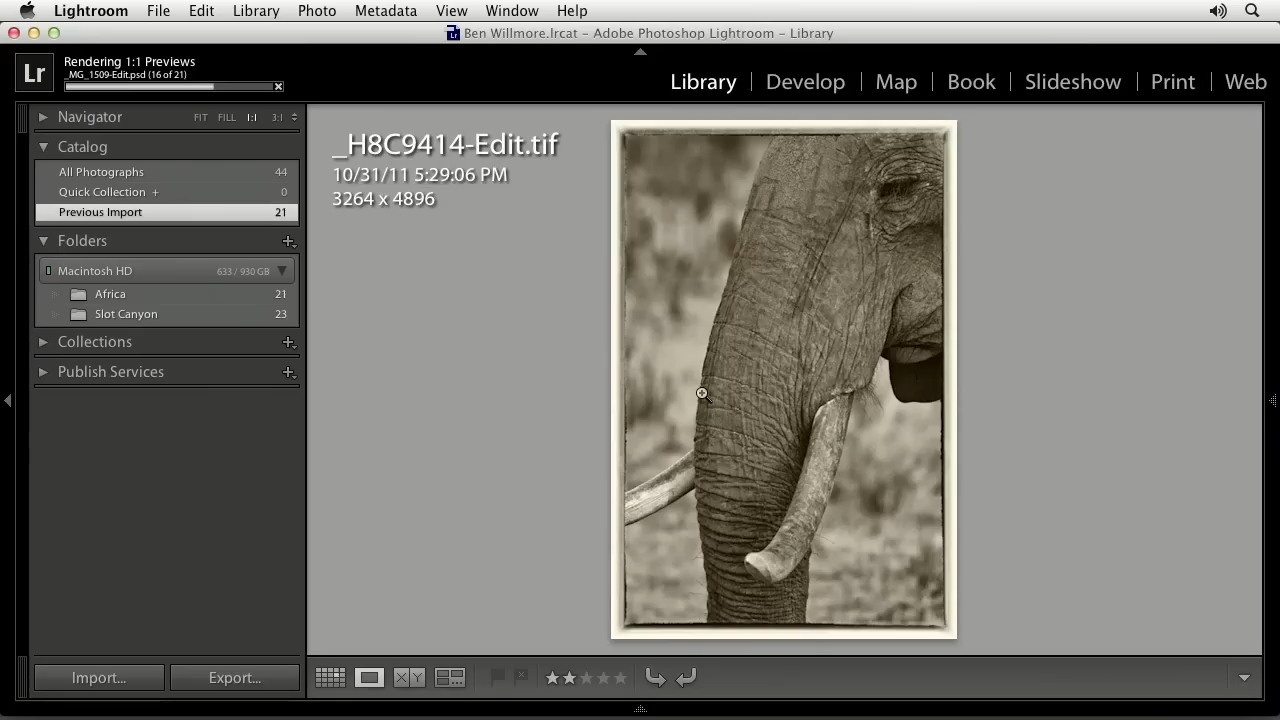 Lightroom File Edit Library Photo Metadata View Window Help
Ben Willmore.lrcat – Adobe Photoshop Lightroom – Library
Lr
Rendering 1:1 Previews
_MG_1509-Edit.psd (16 of 21)
Library Develop Map Book Slideshow Print Web
Navigator FIT FILL 1:1 3:1
Catalog
All Photographs 44
Quick Collection + 0
Previous Import 21
Folders
Macintosh HD 633 / 930 GB
Africa 21
Slot Canyon 23
Collections
Publish Services
_H8C9414-Edit.tif
10/31/11 5:29:06 PM
3264 x 4896
Import... Export...
XY